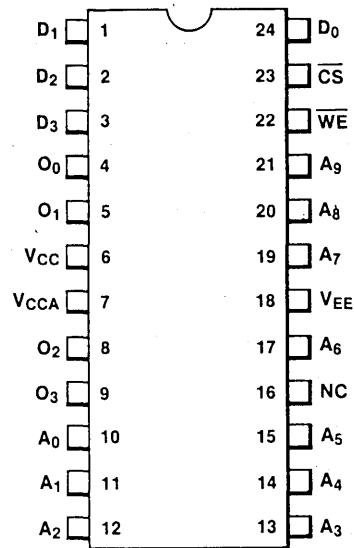 D1 1 24 D0
D2 2 23 CS
D3 3 22 WE
O0 4 21 A9
O1 5 20 A8
VCC 6 19 A7
VCCA 7 18 VEE
O2 8 17 A6
O3 9 16 NC
A0 10 15 A5
A1 11 14 A4
A2 12 13 A3